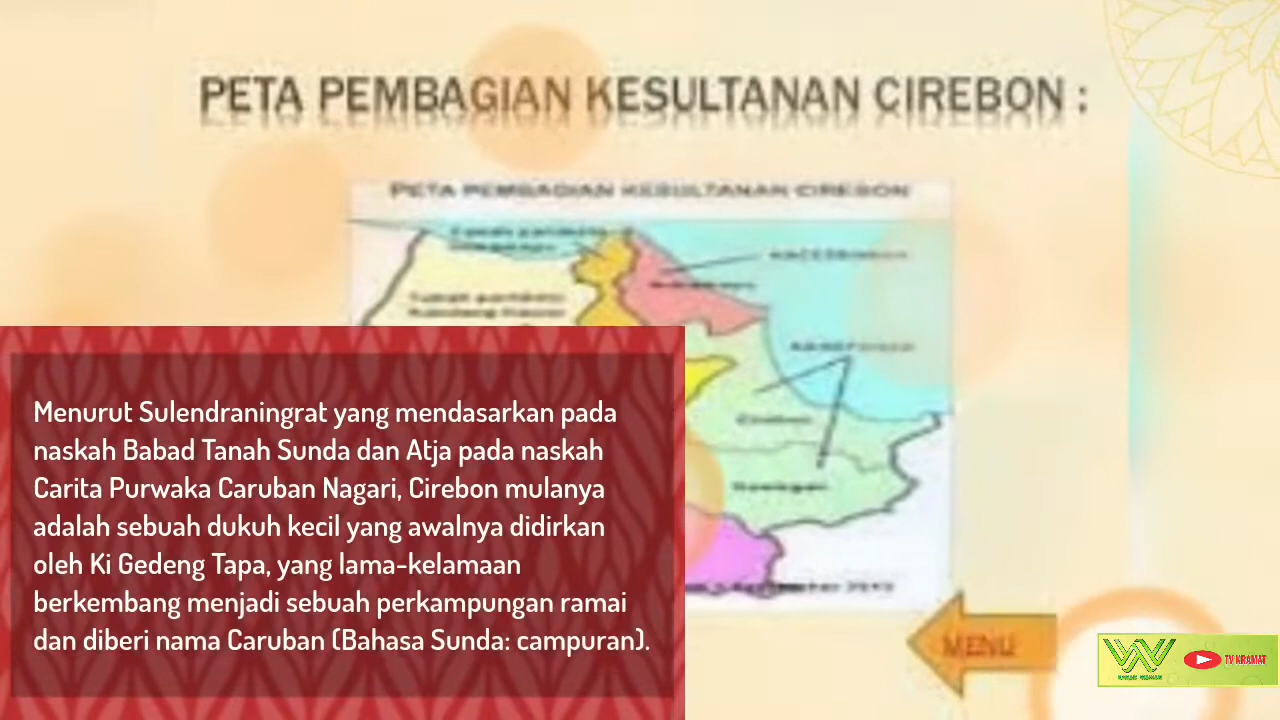 PETA PEMBAGIAN KESULTANAN CIREBON :
PETA PEMBAGIAN KESULTANAN CIREBON
Menurut Sulendraningrat yang mendasarkan pada
naskah Babad Tanah Sunda dan Atja pada naskah
Carita Purwaka Caruban Nagari, Cirebon mulanya
adalah sebuah dukuh kecil yang awalnya didirkan
oleh Ki Gedeng Tapa, yang lama-kelamaan
berkembang menjadi sebuah perkampungan ramai
dan diberi nama Caruban (Bahasa Sunda: campuran).
MENU
TV KRAMAT